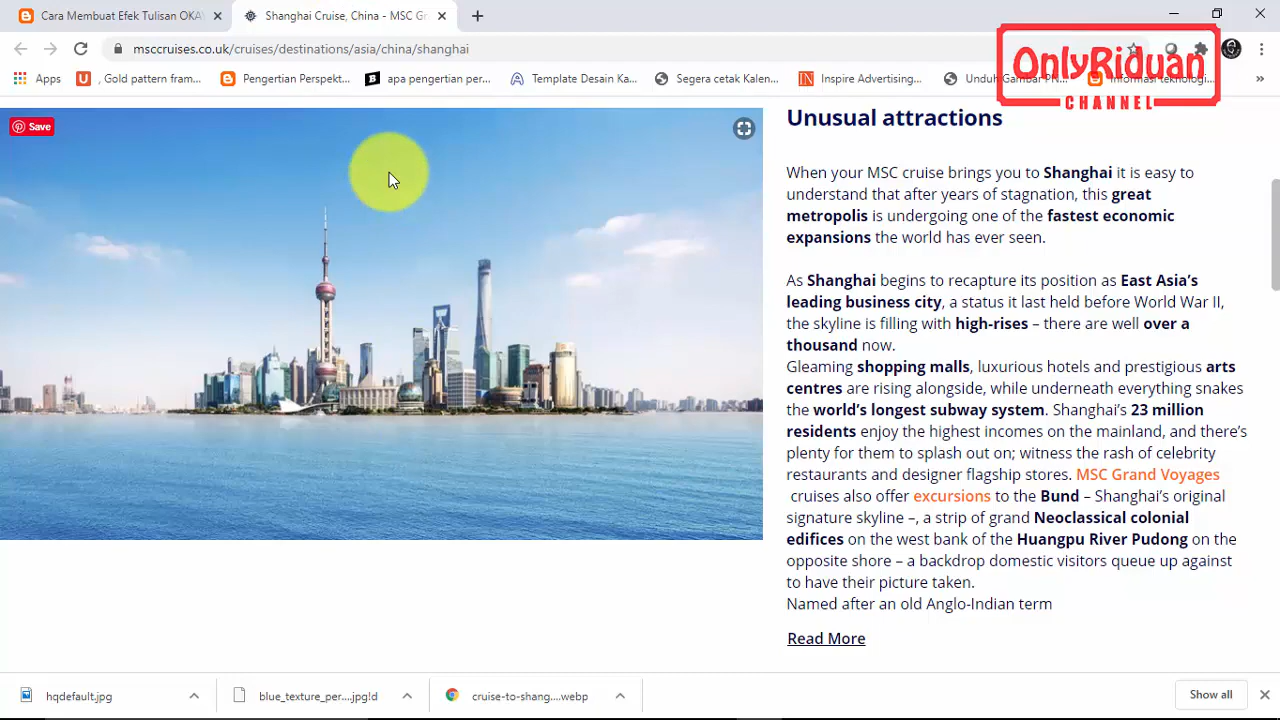 Cara Membuat Efek Tulisan OKA
Shanghai Cruise, China - MSC Gr
msccruises.co.uk/cruises/destinations/asia/china/shanghai
Apps
, Gold pattern fram...
Pengertian Perspekt...
apa pengertian per...
Template Desain Ka...
Segera cetak Kalen...
Inspire Advertising...
Unduh Gambar PN...
Informasi teknologi...
»
OnlyRiduan
CHANNEL
Save
Unusual attractions
When your MSC cruise brings you to Shanghai it is easy to
understand that after years of stagnation, this great
metropolis is undergoing one of the fastest economic
expansions the world has ever seen.
As Shanghai begins to recapture its position as East Asia's
leading business city, a status it last held before World War II,
the skyline is filling with high-rises – there are well over a
thousand now.
Gleaming shopping malls, luxurious hotels and prestigious arts
centres are rising alongside, while underneath everything snakes
the world's longest subway system. Shanghai's 23 million
residents enjoy the highest incomes on the mainland, and there's
plenty for them to splash out on; witness the rash of celebrity
restaurants and designer flagship stores. MSC Grand Voyages
cruises also offer excursions to the Bund – Shanghai's original
signature skyline –, a strip of grand Neoclassical colonial
edifices on the west bank of the Huangpu River Pudong on the
opposite shore – a backdrop domestic visitors queue up against
to have their picture taken.
Named after an old Anglo-Indian term
Read More
hqdefault.jpg
blue_texture_per....jpg!d
cruise-to-shang....webp
Show all